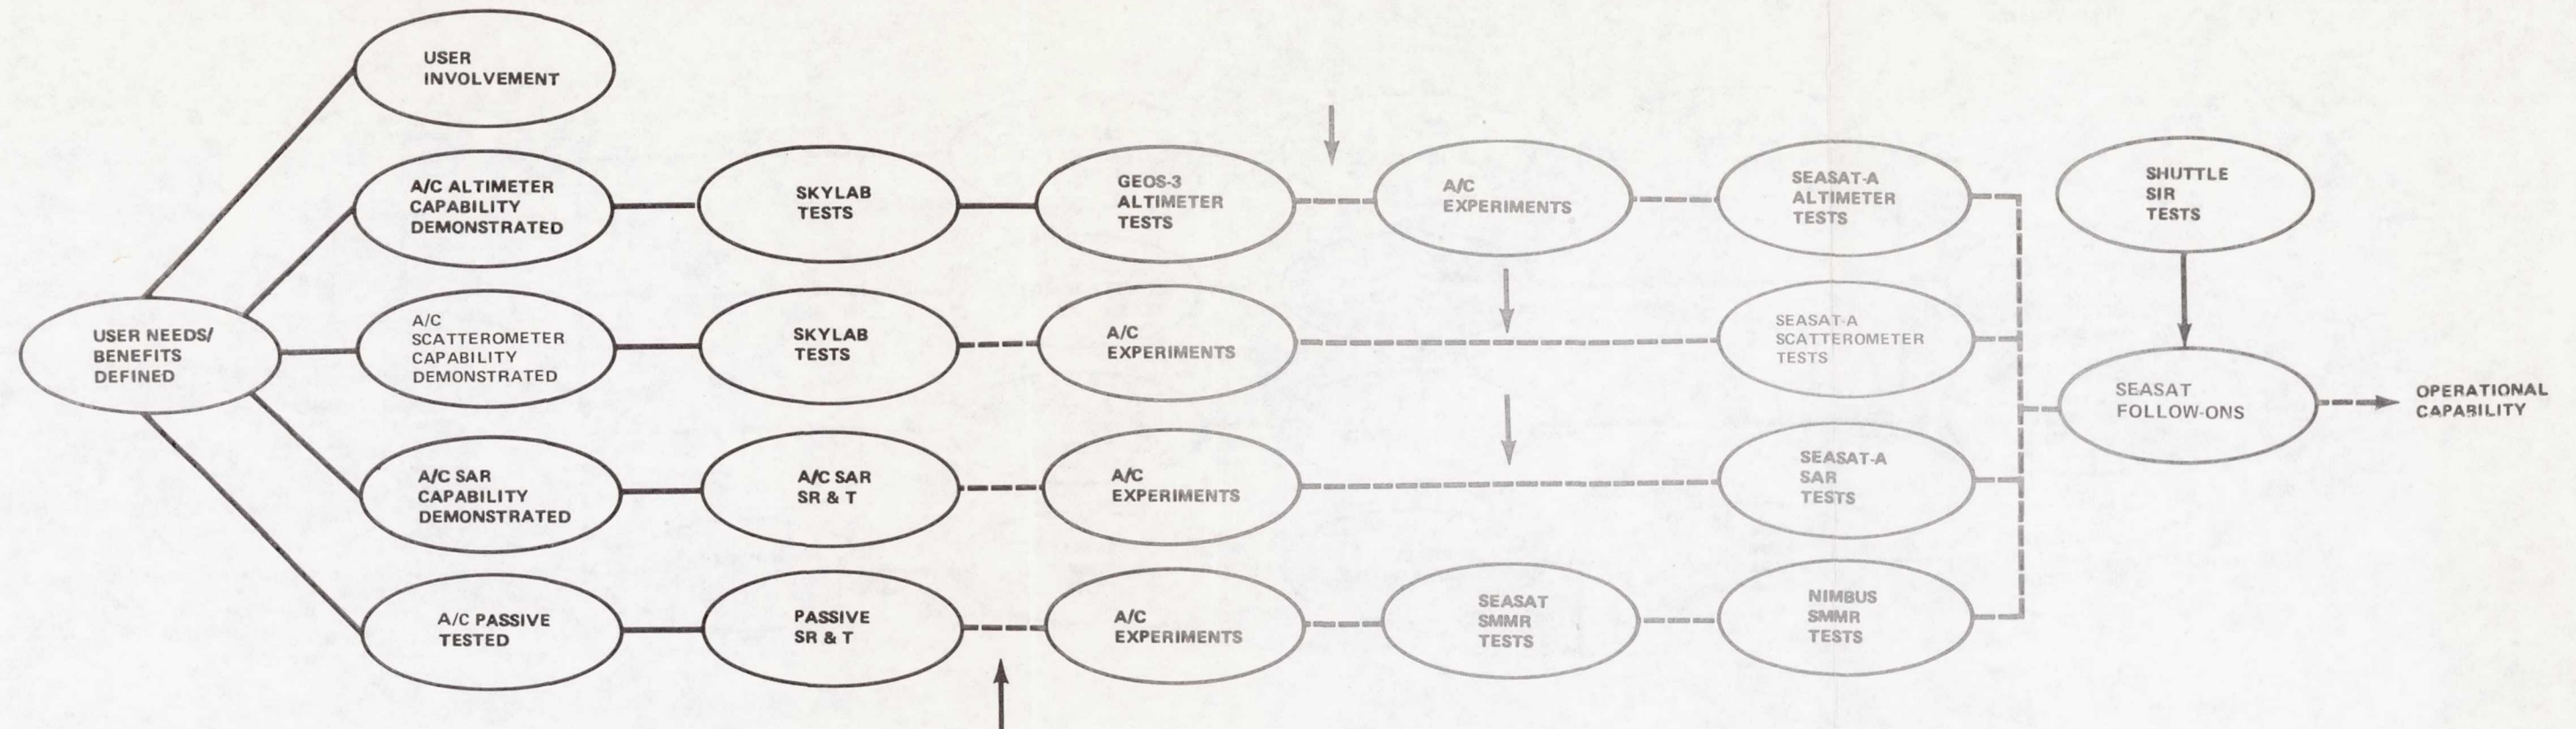 USER
INVOLVEMENT
A/C ALTIMETER
CAPABILITY
DEMONSTRATED
SKYLAB
TESTS
GEOS-3
ALTIMETER
TESTS
A/C
EXPERIMENTS
SEASAT-A
ALTIMETER
TESTS
SHUTTLE
SIR
TESTS
USER NEEDS/
BENEFITS
DEFINED
A/C
SCATTEROMETER
CAPABILITY
DEMONSTRATED
SKYLAB
TESTS
A/C
EXPERIMENTS
SEASAT-A
SCATTEROMETER
TESTS
SEASAT
FOLLOW-ONS
OPERATIONAL
CAPABILITY
A/C SAR
CAPABILITY
DEMONSTRATED
A/C SAR
SR & T
A/C
EXPERIMENTS
SEASAT-A
SAR
TESTS
A/C PASSIVE
TESTED
PASSIVE
SR & T
A/C
EXPERIMENTS
SEASAT
SMMR
TESTS
NIMBUS
SMMR
TESTS